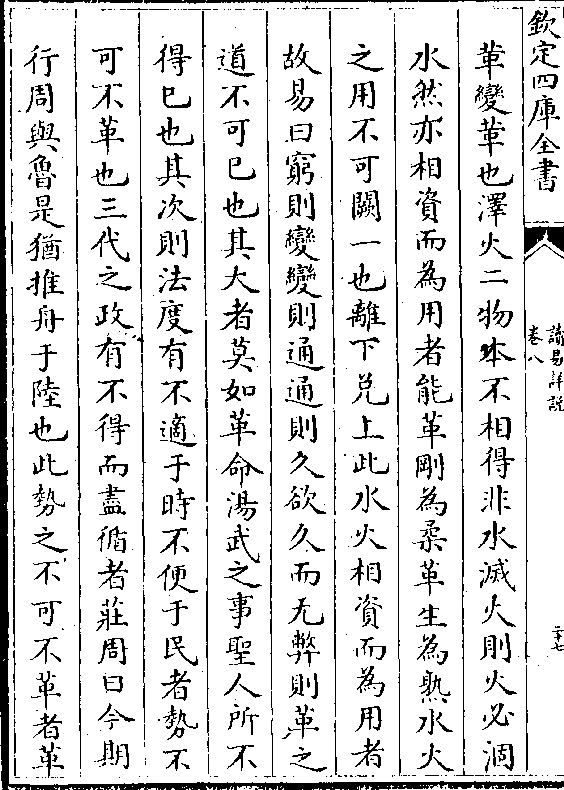 欽定四庫全書
讀易詳說
卷八
二十七
革變革也澤火二物本不相得非水滅火則火必涸
水然亦相資而為用者能革剛為柔革生為熟水火
之用不可闕一也離下兌上此水火相資而為用者
故易曰窮則變變則通通則久欲久而无弊則革之
道不可已也其大者莫如革命湯武之事聖人所不
得已也其次則法度有不適于時不便于民者勢不
可不革也三代之政有不得而盡循者莊周曰今期
行周與魯是猶推舟于陸也此勢之不可不革者革